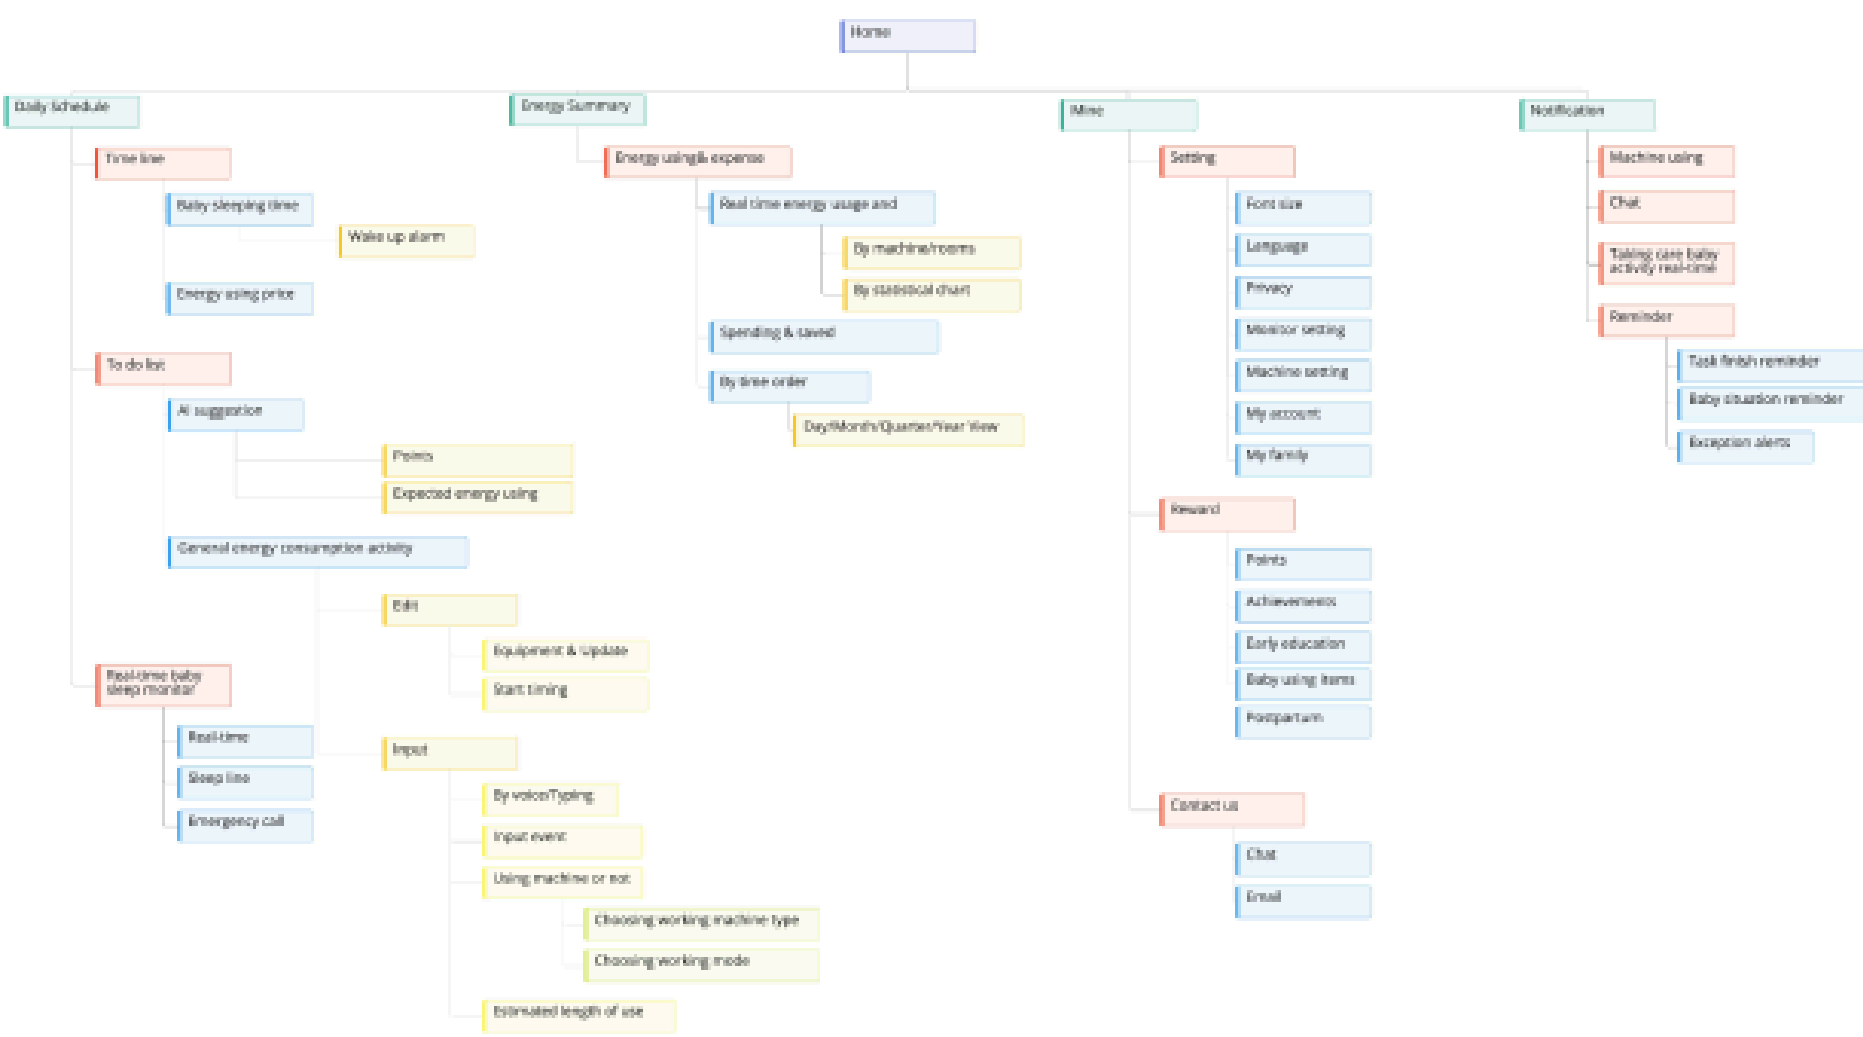 Home
Daily Schedule
Time line
Baby sleeping time
Wake up alarm
Energy using price
To do list
AI suggestion
Points
Expected energy using
General energy consumption activity
Edit
Equipment & Update
Start timing
Input
By voice/Typing
Input event
Using machine or not
Choosing working machine type
Choosing working mode
Estimated length of use
Real-time baby
sleep monitor
Real-time
Sleep line
Emergency call
Energy Summary
Energy using& expense
Real time energy usage and
By machine/rooms
By statistical chart
Spending & saved
By time order
Day/Month/Quarter/Year View
Mine
Setting
Font size
Language
Privacy
Monitor setting
Machine setting
My account
My family
Reward
Points
Achievements
Early education
Baby using items
Postpartum
Contact us
Chat
Email
Notification
Machine using
Chat
Taking care baby
activity real-time
Reminder
Task finish reminder
Baby situation reminder
Exception alerts